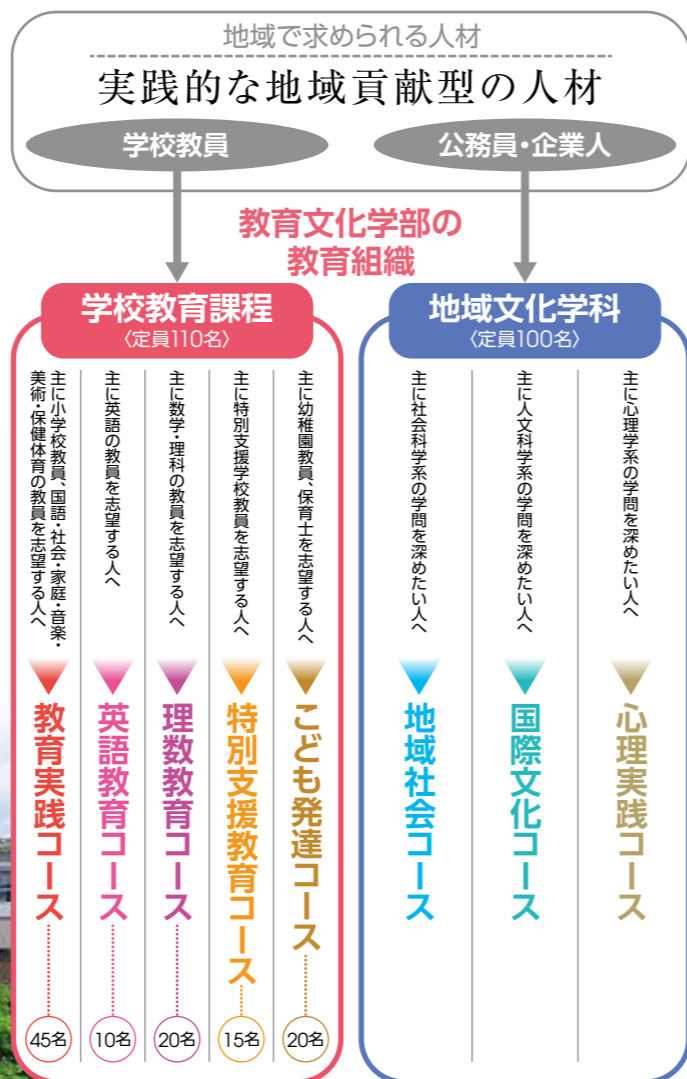 地域で求められる人材
実践的な地域貢献型の人材
学校教員
公務員・企業人
教育文化学部の
教育組織
学校教育課程
〈定員110名〉
主に小学校教員、国語・社会・家庭・音楽・
美術・保健体育の教員を志望する人へ
教育実践コース
45名
主に英語の教員を志望する人へ
英語教育コース
10名
主に数学・理科の教員を志望する人へ
理数教育コース
20名
主に特別支援学校教員を志望する人へ
特別支援教育コース
15名
主に幼稚園教員、保育士を志望する人へ
こども発達コース
20名
地域文化学科
〈定員100名〉
主に社会科学系の学問を深めたい人へ
地域社会コース
主に人文科学系の学問を深めたい人へ
国際文化コース
主に心理学系の学問を深めたい人へ
心理実践コース